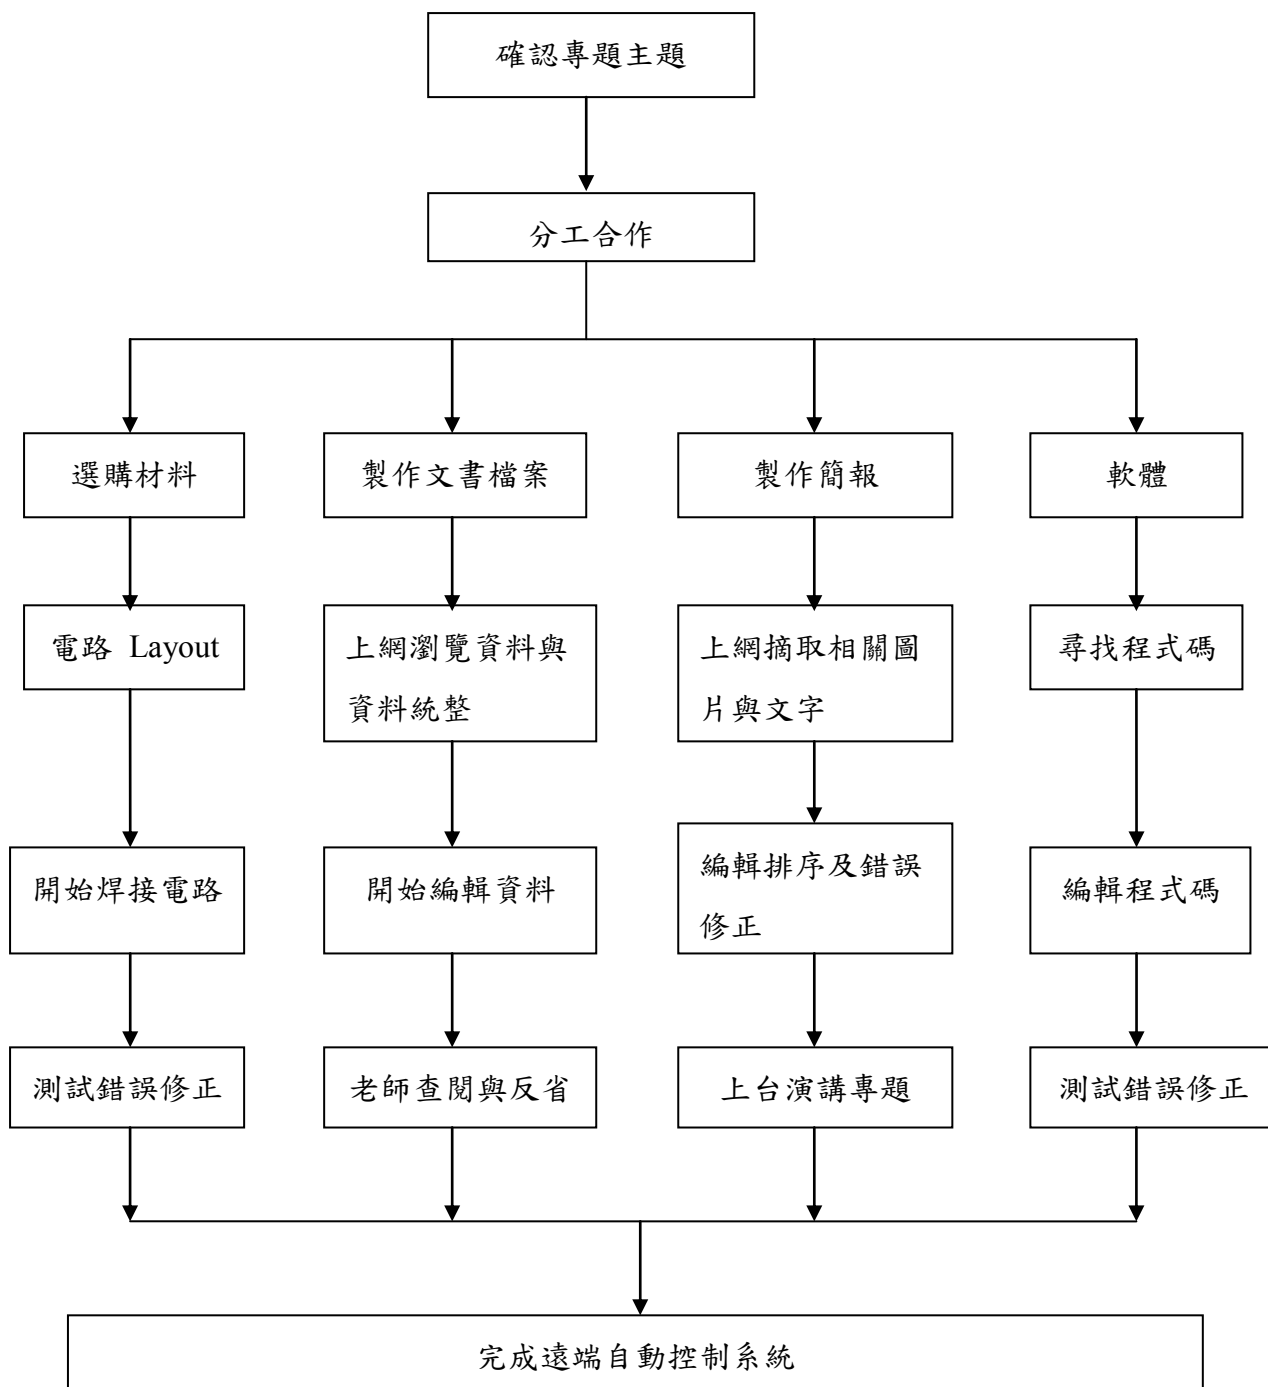 確認專題主題
分工合作
選購材料
製作文書檔案
製作簡報
軟體
電路 Layout
上網瀏覽資料與
資料統整
上網摘取相關圖
片與文字
尋找程式碼
開始焊接電路
開始編輯資料
編輯排序及錯誤
修正
編輯程式碼
測試錯誤修正
老師查閱與反省
上台演講專題
測試錯誤修正
完成遠端自動控制系統